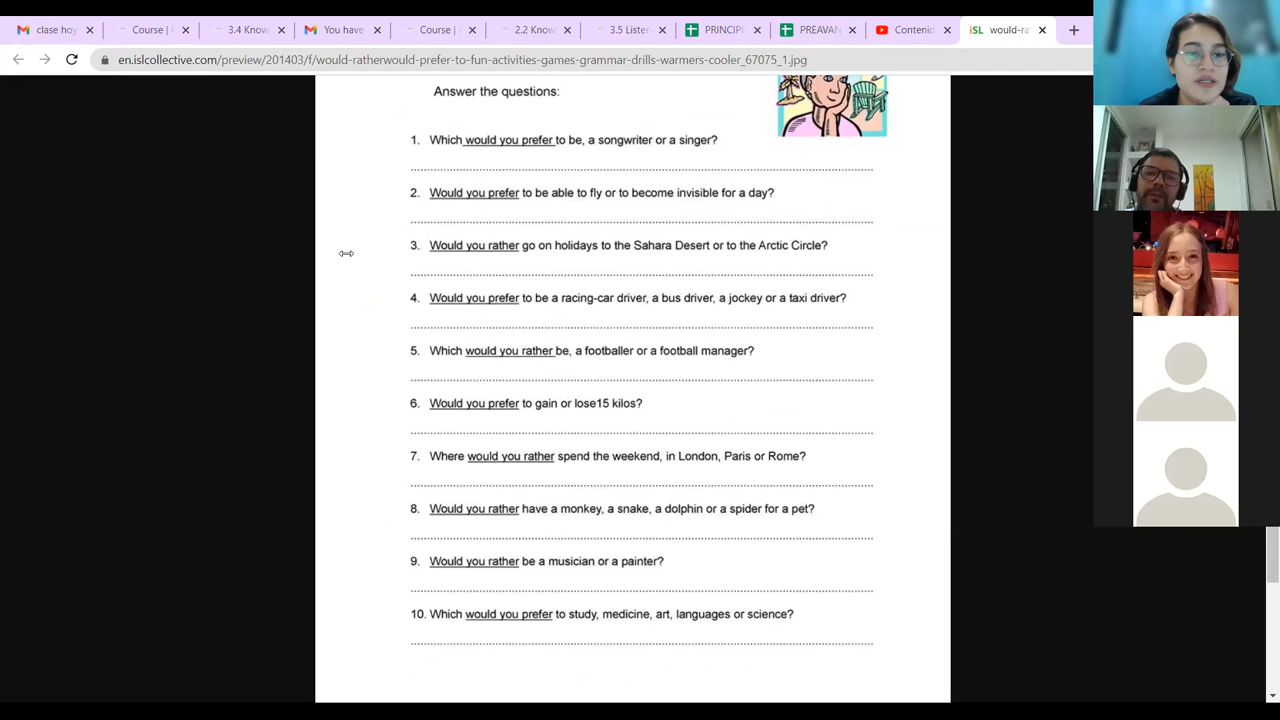 clase hoy
Course |
3.4 Know
You have
Course |
2.2 Know
3.5 Listen
PRINCIPI
PREAVAN
Contenid
iSL would-ra
en.islcollective.com/preview/201403/f/would-ratherwould-prefer-to-fun-activities-games-grammar-drills-warmers-cooler_67075_1.jpg
Answer the questions:
1. Which would you prefer to be, a songwriter or a singer?
2. Would you prefer to be able to fly or to become invisible for a day?
3. Would you rather go on holidays to the Sahara Desert or to the Arctic Circle?
4. Would you prefer to be a racing-car driver, a bus driver, a jockey or a taxi driver?
5. Which would you rather be, a footballer or a football manager?
6. Would you prefer to gain or lose15 kilos?
7. Where would you rather spend the weekend, in London, Paris or Rome?
8. Would you rather have a monkey, a snake, a dolphin or a spider for a pet?
9. Would you rather be a musician or a painter?
10. Which would you prefer to study, medicine, art, languages or science?